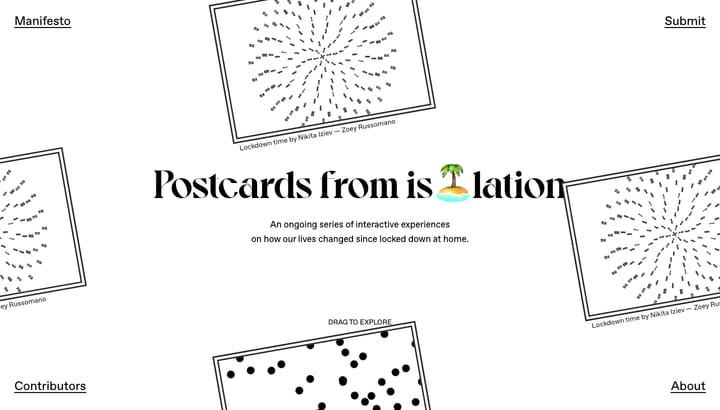 Manifesto
Submit
Lockdown time by Nikita Iziev — Zoey Russomano
Postcards from is🏝lation
An ongoing series of interactive experiences
on how our lives changed since locked down at home.
ey Russomano
Lockdown time by Nikita Iziev — Zoey Ru
DRAG TO EXPLORE
Contributors
About